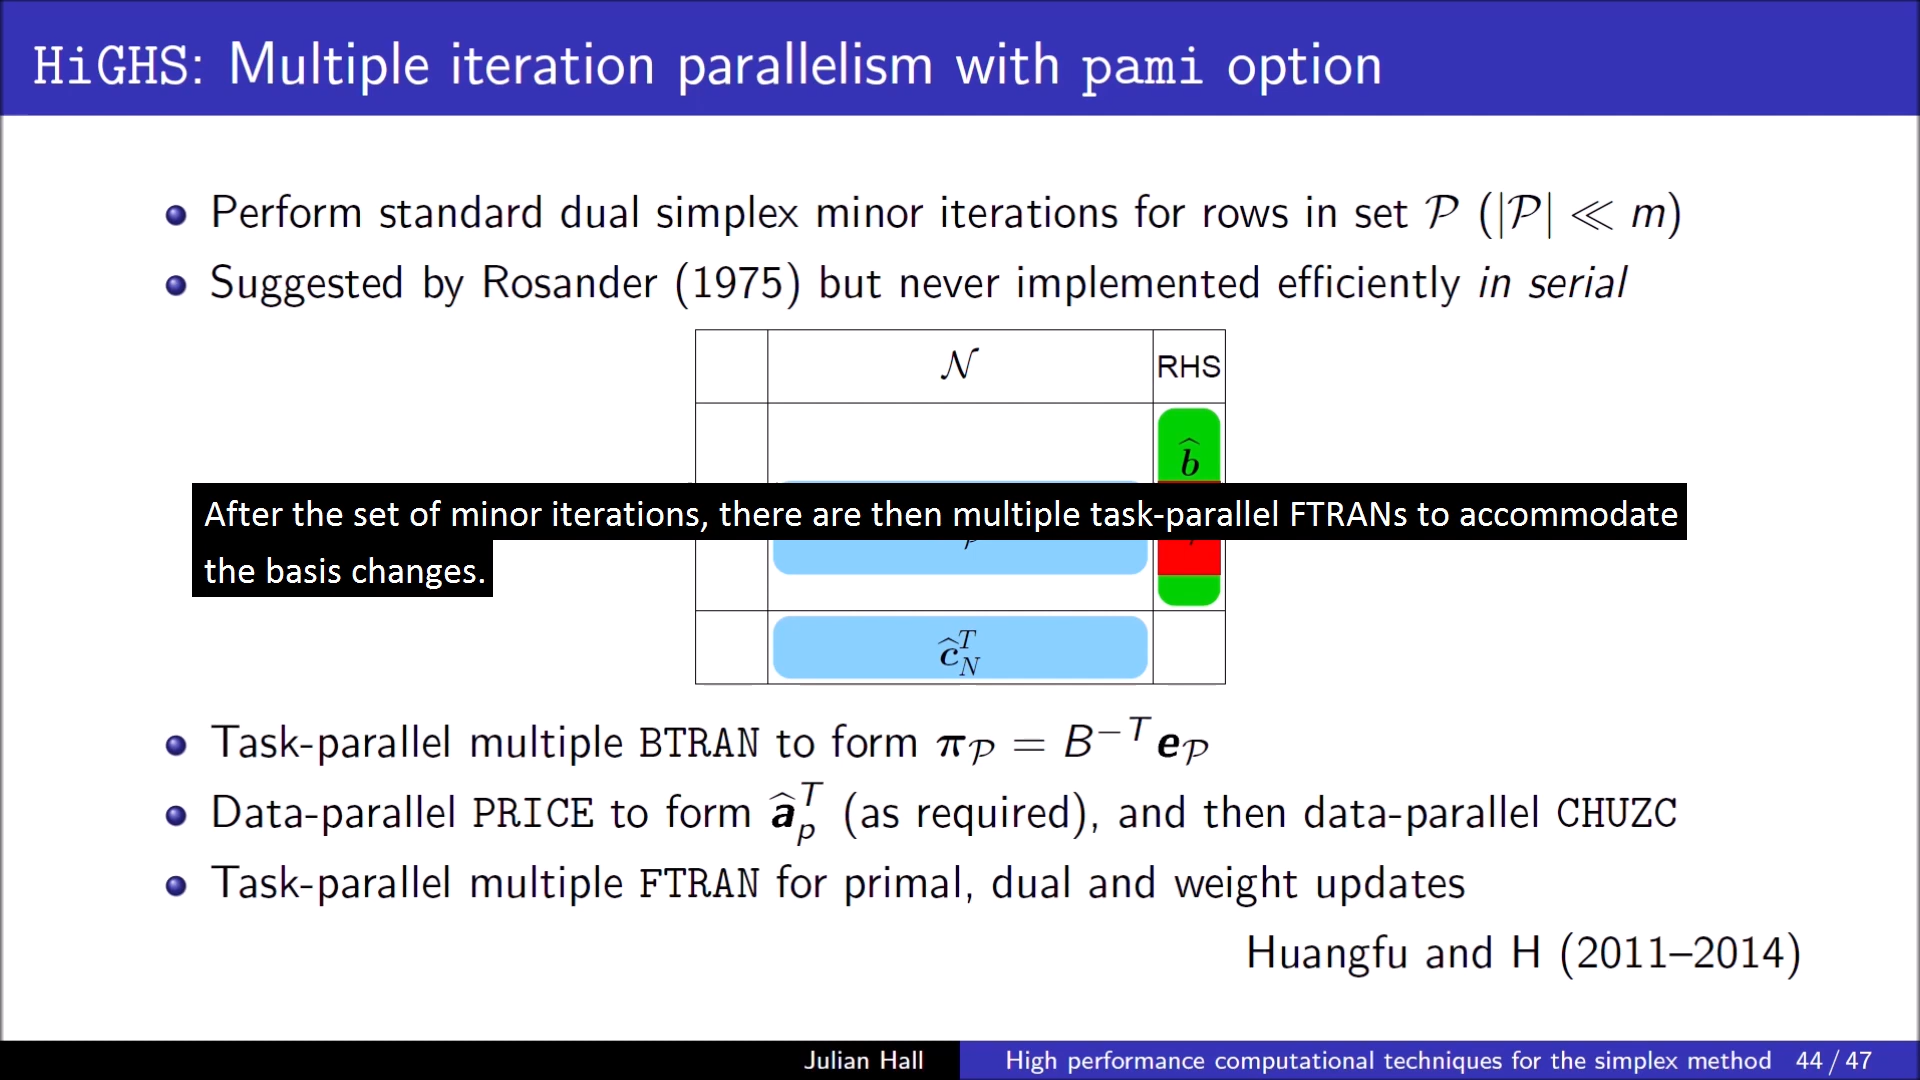 HiGHS: Multiple iteration parallelism with pami option
Perform standard dual simplex minor iterations for rows in set 𝒫 (|𝒫| ≪ m)
Suggested by Rosander (1975) but never implemented efficiently in serial
𝒩 RHS
b̂
After the set of minor iterations, there are then multiple task-parallel FTRANs to accommodate
the basis changes.
ĉ_N^T
Task-parallel multiple BTRAN to form π_𝒫 = B^{−T} e_𝒫
Data-parallel PRICE to form â_p^T (as required), and then data-parallel CHUZC
Task-parallel multiple FTRAN for primal, dual and weight updates
Huangfu and H (2011–2014)
Julian Hall High performance computational techniques for the simplex method 44 / 47